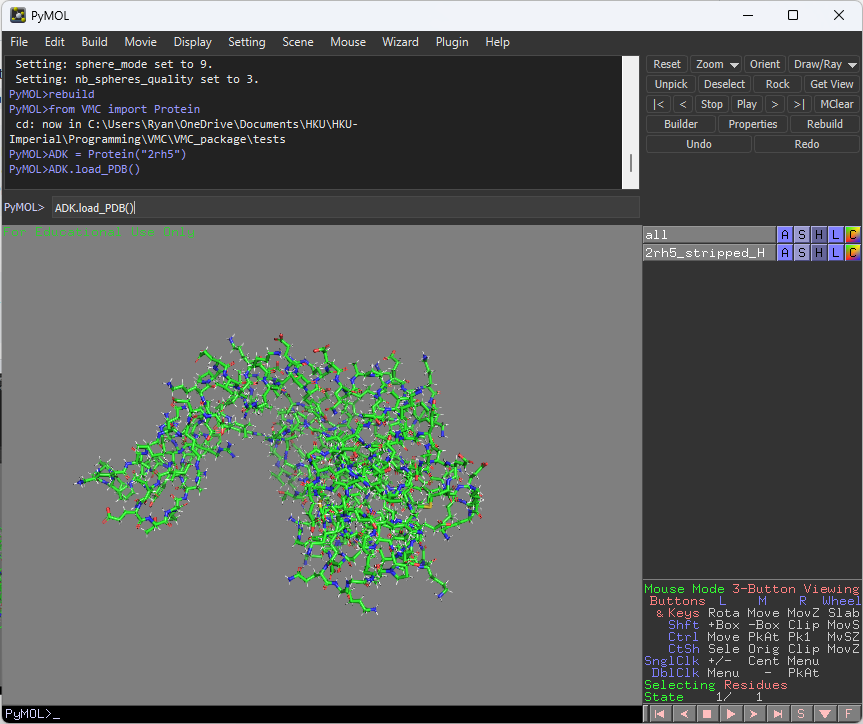 PyMOL
File Edit Build Movie Display Setting Scene Mouse Wizard Plugin Help
Setting: sphere_mode set to 9.
Setting: nb_spheres_quality set to 3.
PyMOL>rebuild
PyMOL>from VMC import Protein
cd: now in C:\Users\Ryan\OneDrive\Documents\HKU\HKU-
Imperial\Programming\VMC\VMC_package\tests
PyMOL>ADK = Protein("2rh5")
PyMOL>ADK.load_PDB()
PyMOL> ADK.load_PDB()
Reset Zoom Orient Draw/Ray
Unpick Deselect Rock Get View
|< < Stop Play > >| MClear
Builder Properties Rebuild
Undo Redo
For Educational Use Only
all A S H L C
2rh5_stripped_H A S H L C
Mouse Mode 3-Button Viewing
Buttons L M R Wheel
& Keys Rota Move MovZ Slab
Shft +Box -Box Clip MovS
Ctrl Move PkAt Pk1 MvSZ
CtSh Sele Orig Clip MovZ
SnglClk +/- Cent Menu
DblClk Menu - PkAt
Selecting Residues
State 1/ 1
PyMOL>_
S F